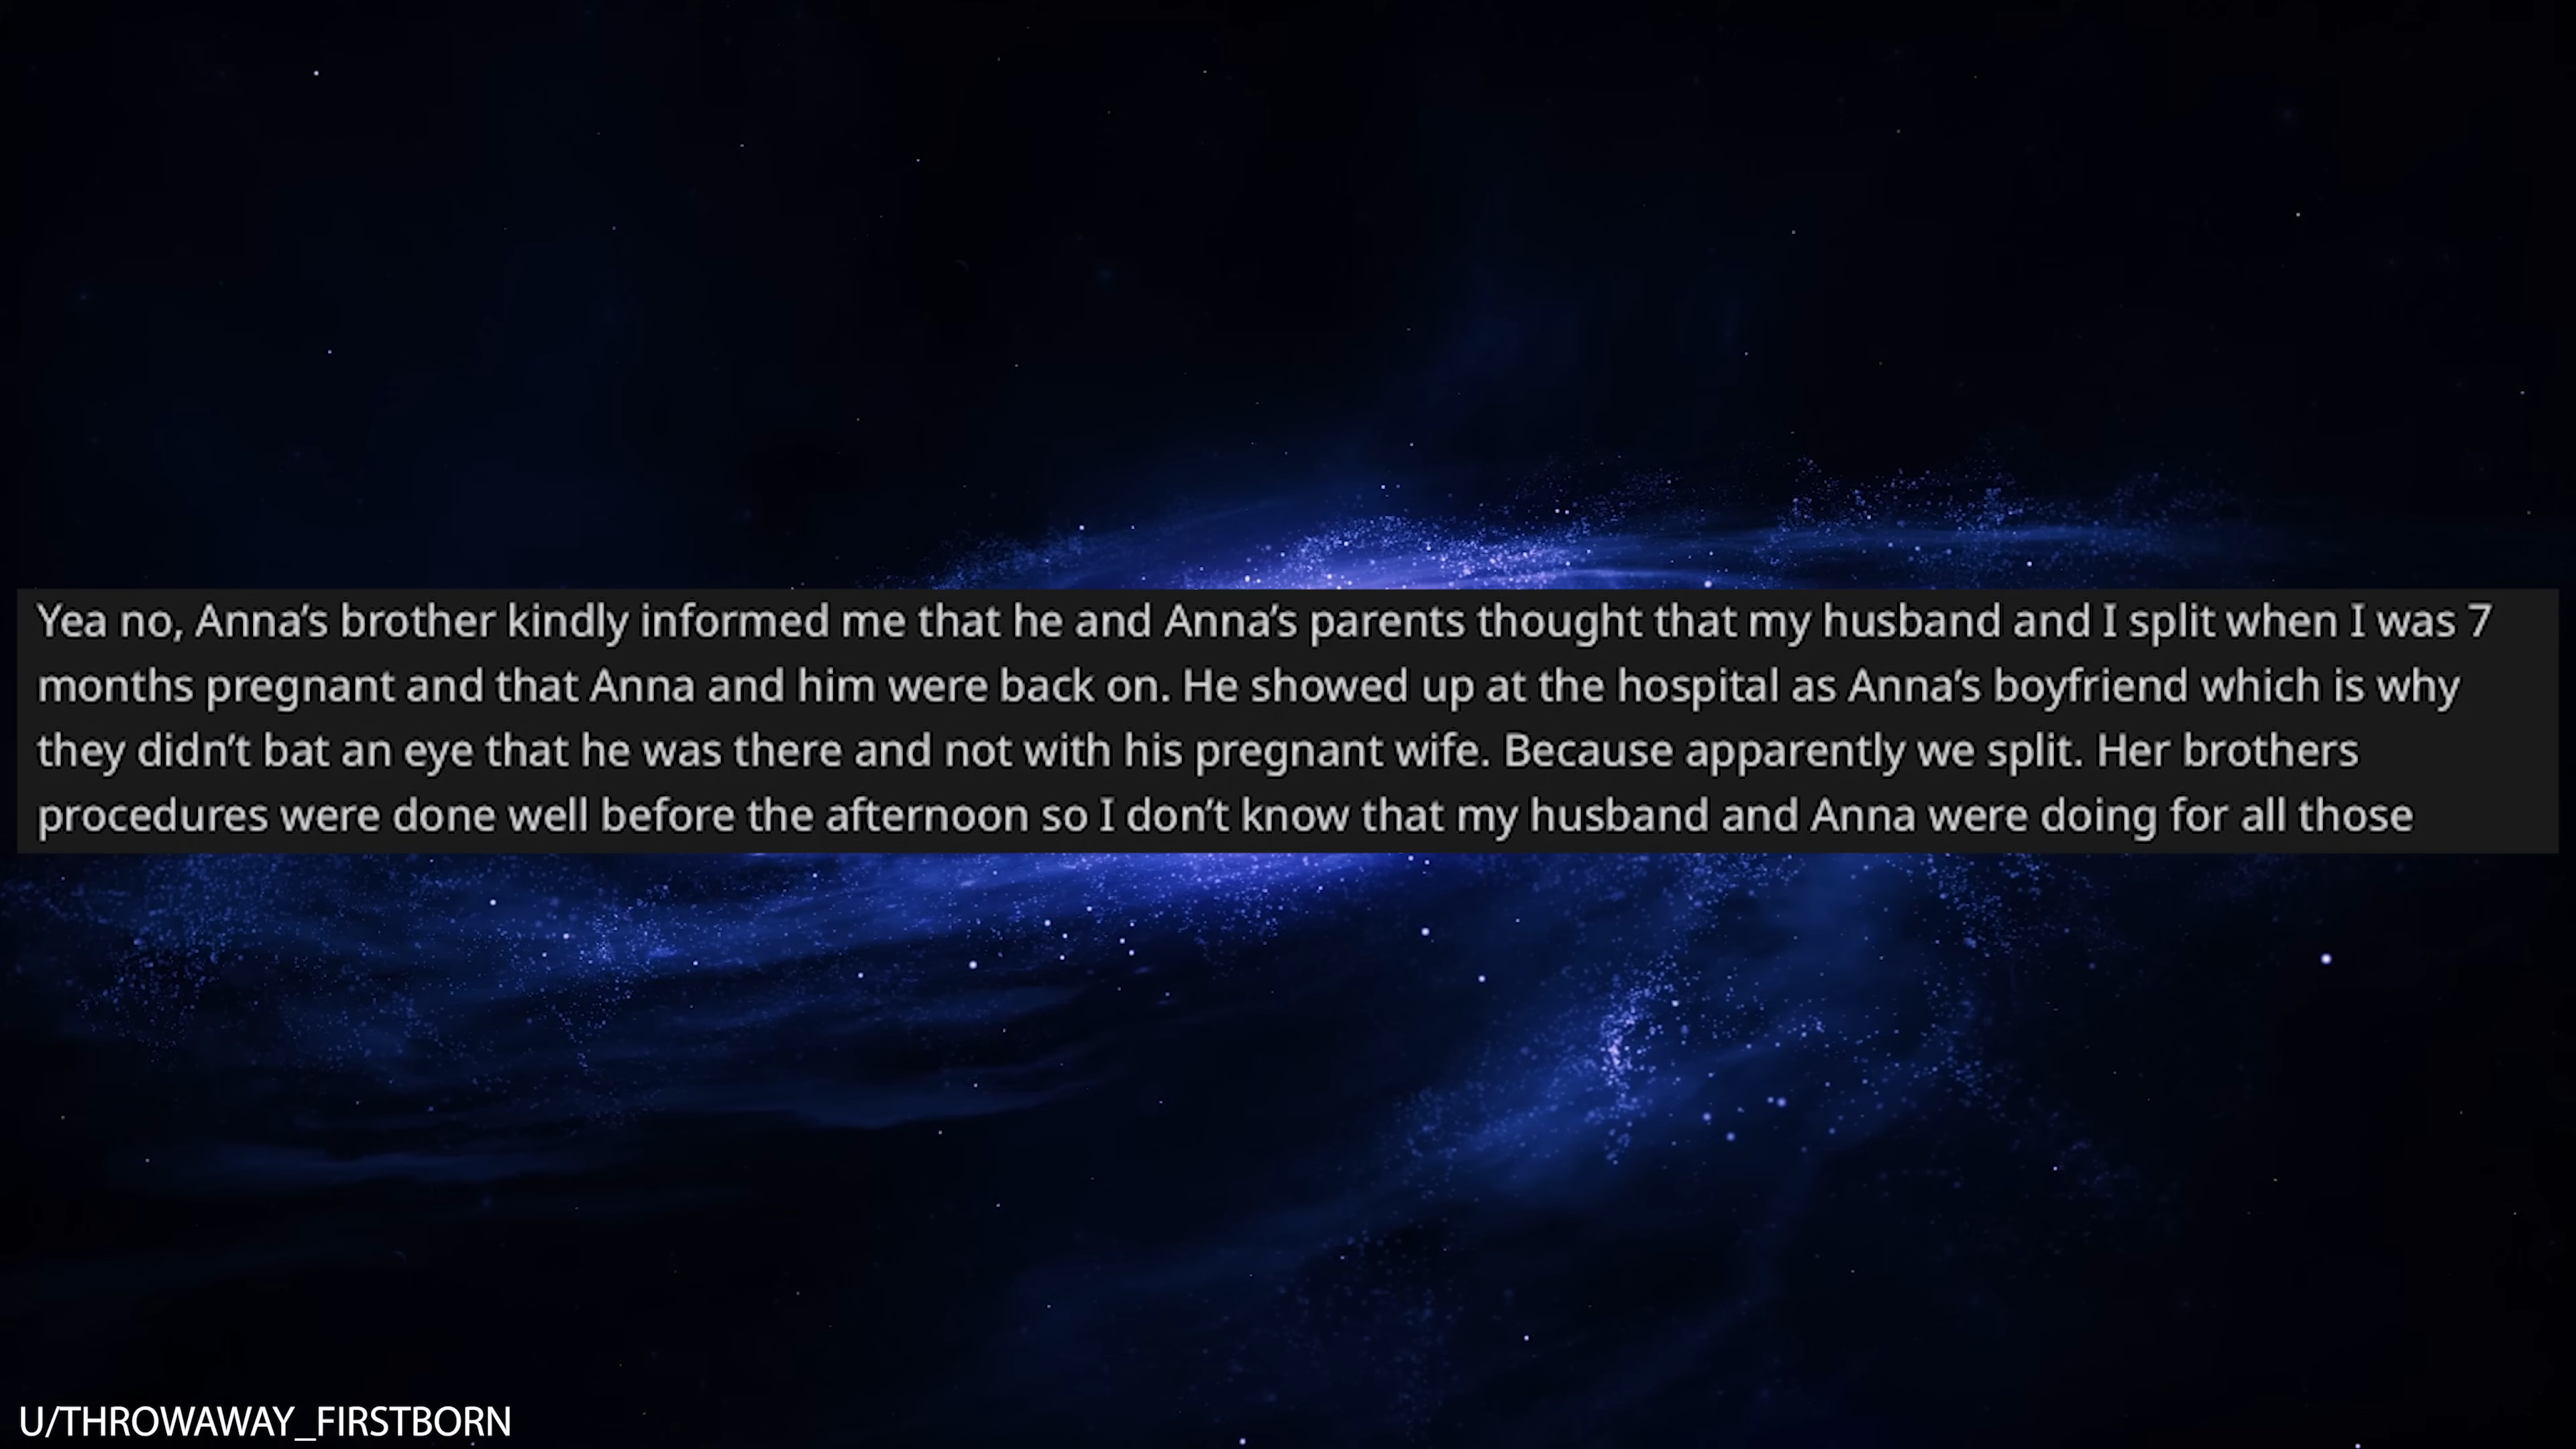 Yea no, Anna’s brother kindly informed me that he and Anna’s parents thought that my husband and I split when I was 7
months pregnant and that Anna and him were back on. He showed up at the hospital as Anna’s boyfriend which is why
they didn’t bat an eye that he was there and not with his pregnant wife. Because apparently we split. Her brothers
procedures were done well before the afternoon so I don’t know that my husband and Anna were doing for all those
U/THROWAWAY_FIRSTBORN